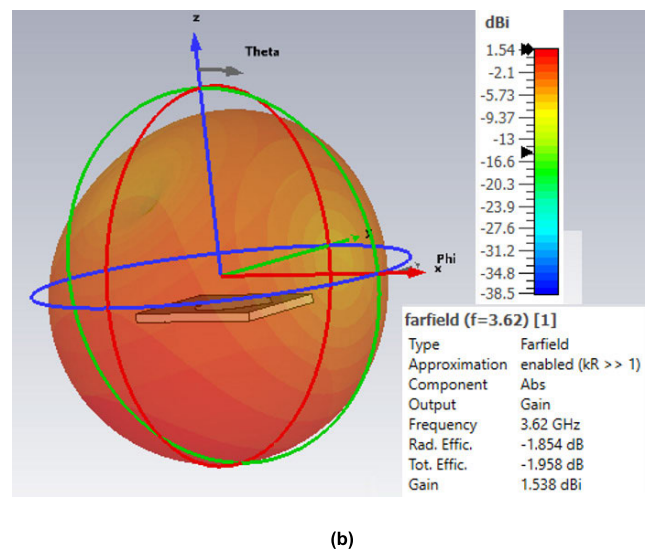 z
Theta
x
Phi
x
dBi
1.54
-2.1
-5.73
-9.37
-13
-16.6
-20.3
-23.9
-27.6
-31.2
-34.8
-38.5
farfield (f=3.62) [1]
Type Farfield
Approximation enabled (kR >> 1)
Component Abs
Output Gain
Frequency 3.62 GHz
Rad. Effic. -1.854 dB
Tot. Effic. -1.958 dB
Gain 1.538 dBi
(b)